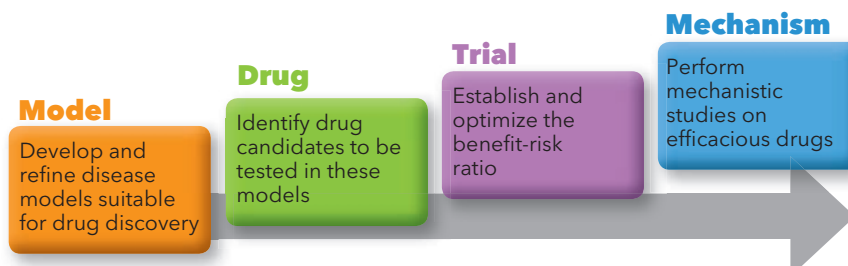 Model
Develop and
refine disease
models suitable
for drug discovery
Drug
Identify drug
candidates to be
tested in these
models
Trial
Establish and
optimize the
benefit-risk
ratio
Mechanism
Perform
mechanistic
studies on
efficacious drugs